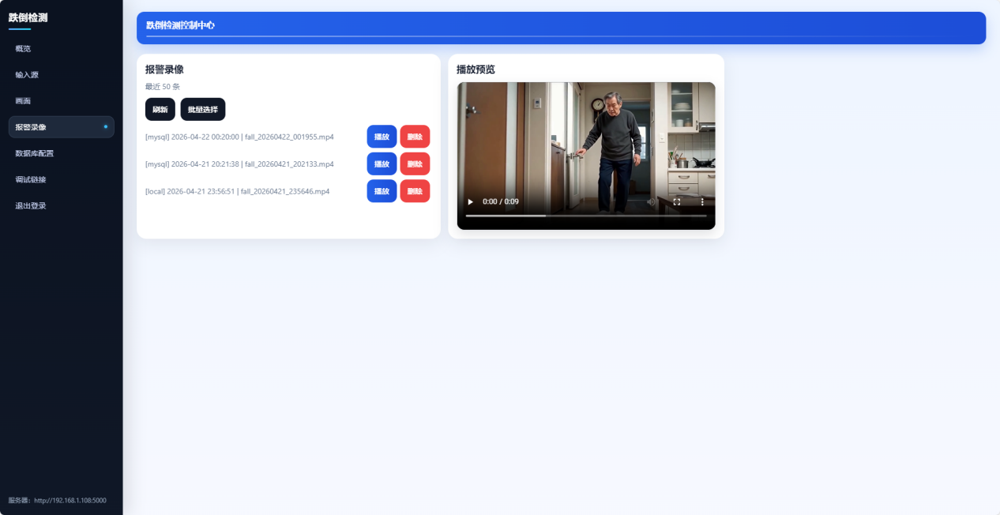 跌倒检测
概览
输入源
画面
报警录像
数据库配置
调试链接
退出登录
服务器：http://192.168.1.108:5000
跌倒检测控制中心
报警录像
最近 50 条
刷新 批量选择
[mysql] 2026-04-22 00:20:00 | fall_20260422_001955.mp4 播放 删除
[mysql] 2026-04-21 20:21:38 | fall_20260421_202133.mp4 播放 删除
[local] 2026-04-21 23:56:51 | fall_20260421_235646.mp4 播放 删除
播放预览
0:00 / 0:09